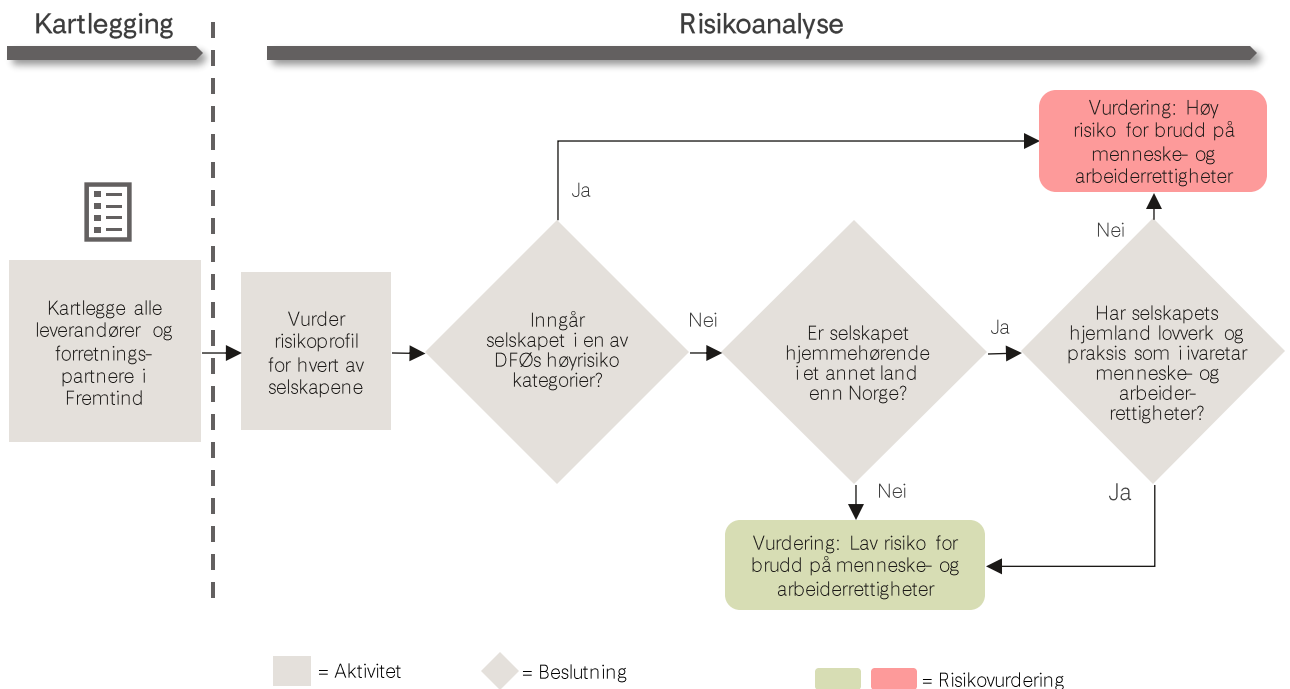 Kartlegging
Risikoanalyse
Vurdering: Høy
risiko for brudd på
menneske- og
arbeiderrettigheter
Ja
Nei
Kartlegge alle
leverandører og
forretnings-
partnere i
Fremtind
Vurder
risikoprofil
for hvert av
selskapene
Inngår
selskapet i en av
DFØs høyrisiko
kategorier?
Nei
Er selskapet
hjemmehørende
i et annet land
enn Norge?
Ja
Har selskapets
hjemland lovverk og
praksis som i ivaretar
menneske- og
arbeider-
rettigheter?
Nei
Ja
Vurdering: Lav risiko for
brudd på menneske- og
arbeiderrettigheter
= Aktivitet
= Beslutning
= Risikovurdering